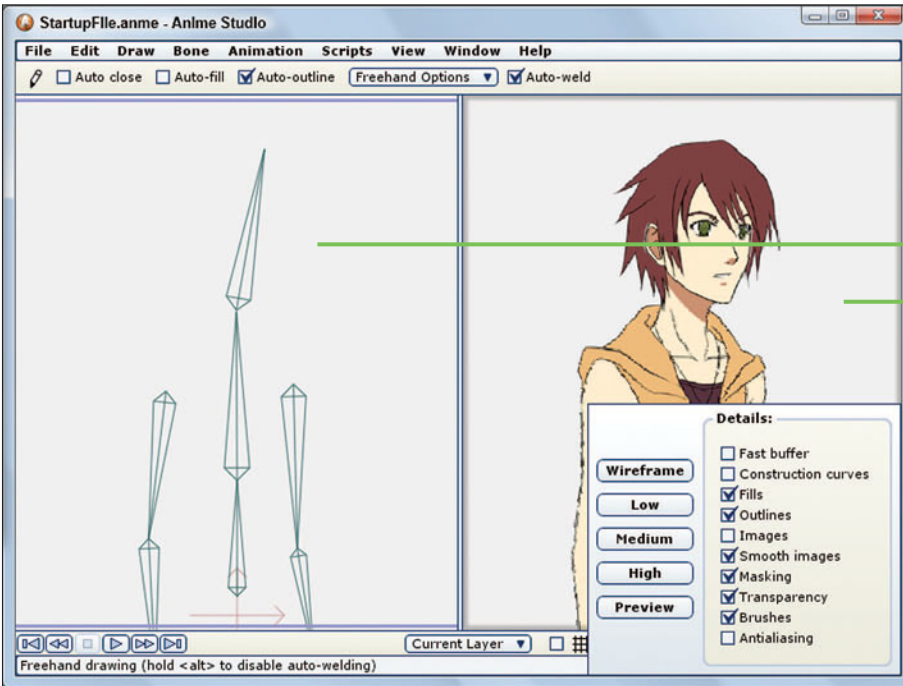 StartupFIle.anme - AnIme StudIo
File Edit Draw Bone Animation Scripts View Window Help
Auto close Auto-fill Auto-outline Freehand Options Auto-weld
Details:
Fast buffer
Construction curves
Fills
Outlines
Images
Smooth images
Masking
Transparency
Brushes
Antialiasing
Wireframe
Low
Medium
High
Preview
Current Layer
Freehand drawing (hold <alt> to disable auto-welding)